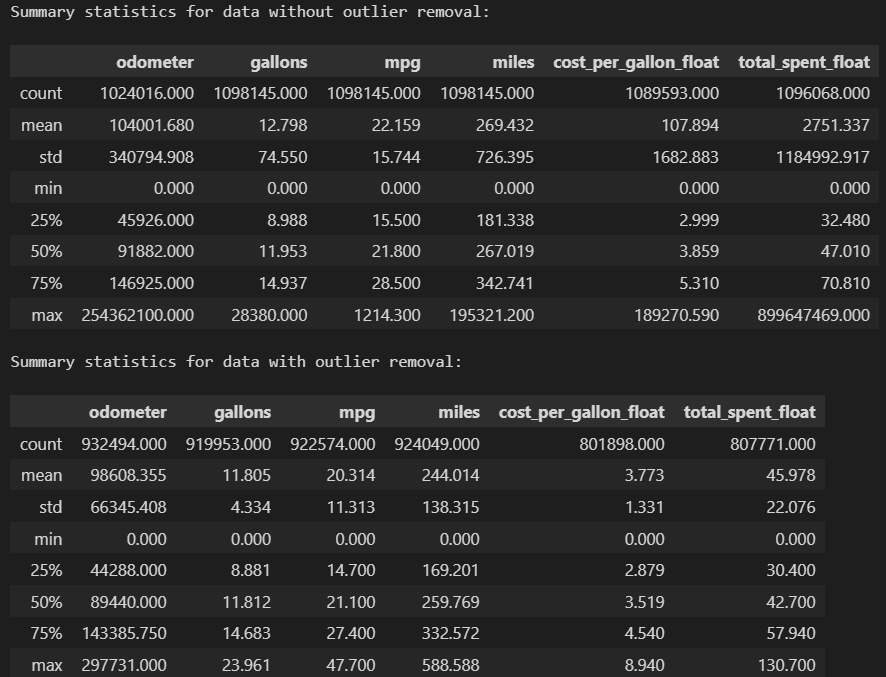 Summary statistics for data without outlier removal:
odometer gallons mpg miles cost_per_gallon_float total_spent_float
count 1024016.000 1098145.000 1098145.000 1098145.000 1089593.000 1096068.000
mean 104001.680 12.798 22.159 269.432 107.894 2751.337
std 340794.908 74.550 15.744 726.395 1682.883 1184992.917
min 0.000 0.000 0.000 0.000 0.000 0.000
25% 45926.000 8.988 15.500 181.338 2.999 32.480
50% 91882.000 11.953 21.800 267.019 3.859 47.010
75% 146925.000 14.937 28.500 342.741 5.310 70.810
max 254362100.000 28380.000 1214.300 195321.200 189270.590 899647469.000
Summary statistics for data with outlier removal:
odometer gallons mpg miles cost_per_gallon_float total_spent_float
count 932494.000 919953.000 922574.000 924049.000 801898.000 807771.000
mean 98608.355 11.805 20.314 244.014 3.773 45.978
std 66345.408 4.334 11.313 138.315 1.331 22.076
min 0.000 0.000 0.000 0.000 0.000 0.000
25% 44288.000 8.881 14.700 169.201 2.879 30.400
50% 89440.000 11.812 21.100 259.769 3.519 42.700
75% 143385.750 14.683 27.400 332.572 4.540 57.940
max 297731.000 23.961 47.700 588.588 8.940 130.700